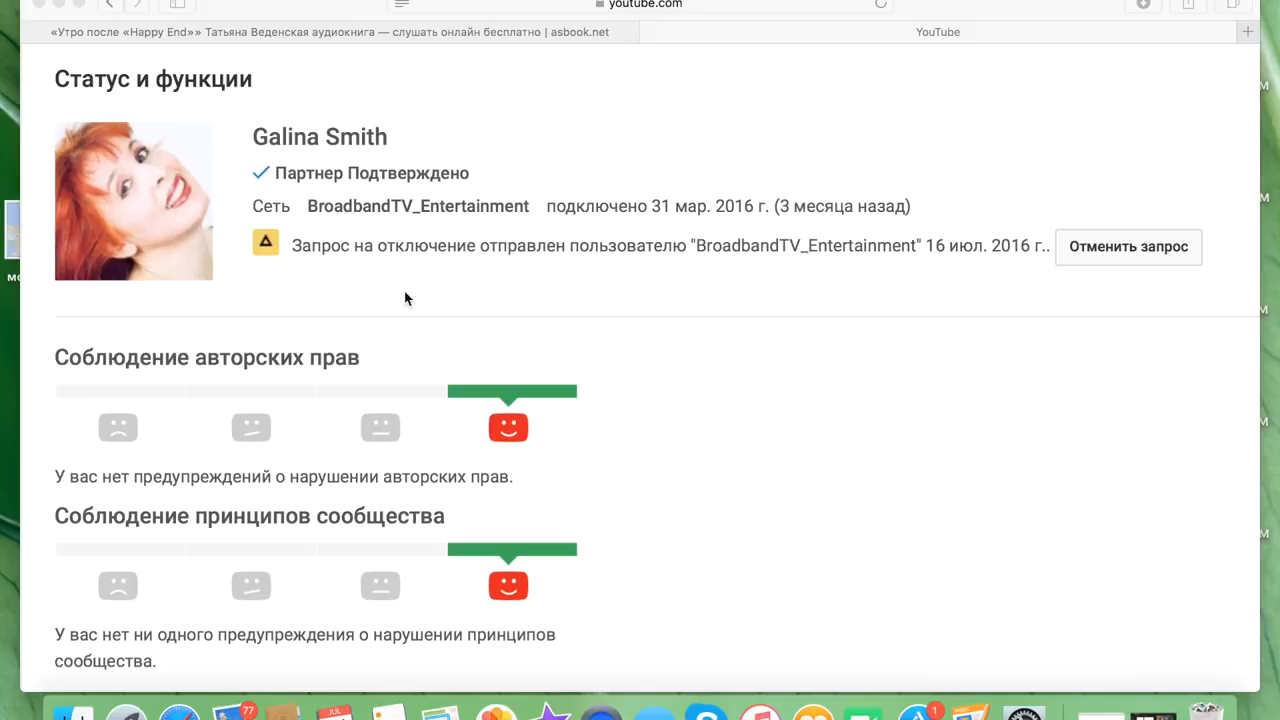 youtube.com
«Утро после «Happy End»» Татьяна Веденская аудиокнига — слушать онлайн бесплатно | asbook.net
YouTube
Статус и функции
Galina Smith
Партнер Подтверждено
Сеть BroadbandTV_Entertainment подключено 31 мар. 2016 г. (3 месяца назад)
Запрос на отключение отправлен пользователю "BroadbandTV_Entertainment" 16 июл. 2016 г.. Отменить запрос
Соблюдение авторских прав
У вас нет предупреждений о нарушении авторских прав.
Соблюдение принципов сообщества
У вас нет ни одного предупреждения о нарушении принципов
сообщества.
77
JUL
1